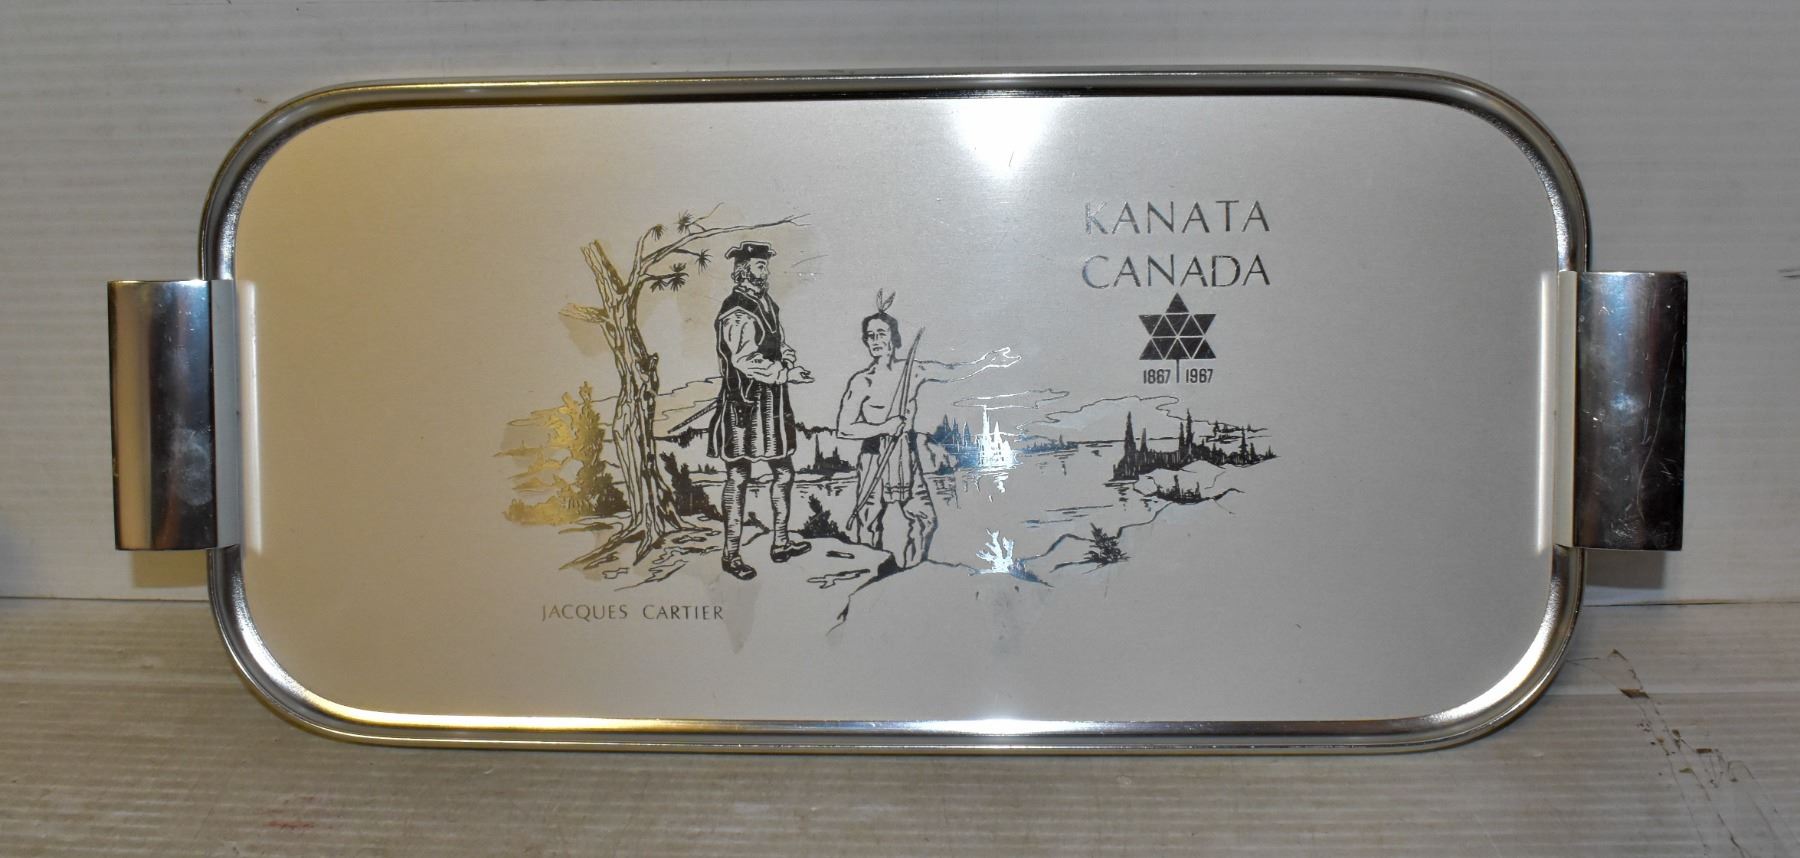 KANATA
CANADA
1867 1967
JACQUES CARTIER